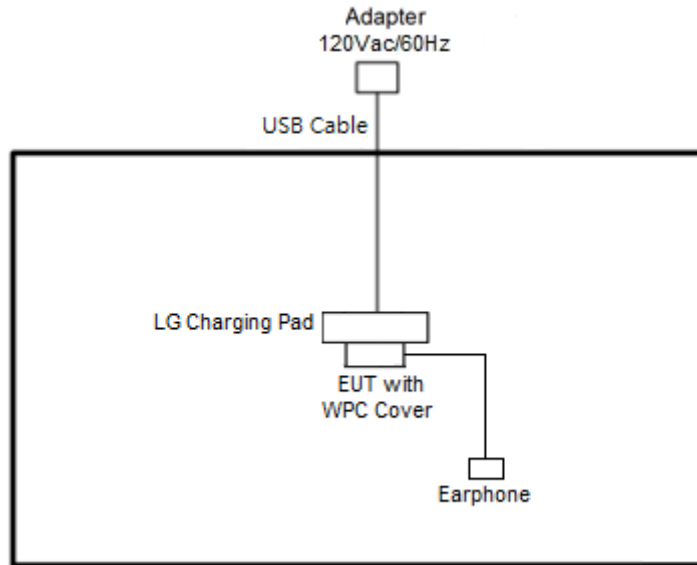 Adapter
120Vac/60Hz
USB Cable
LG Charging Pad
EUT with
WPC Cover
Earphone